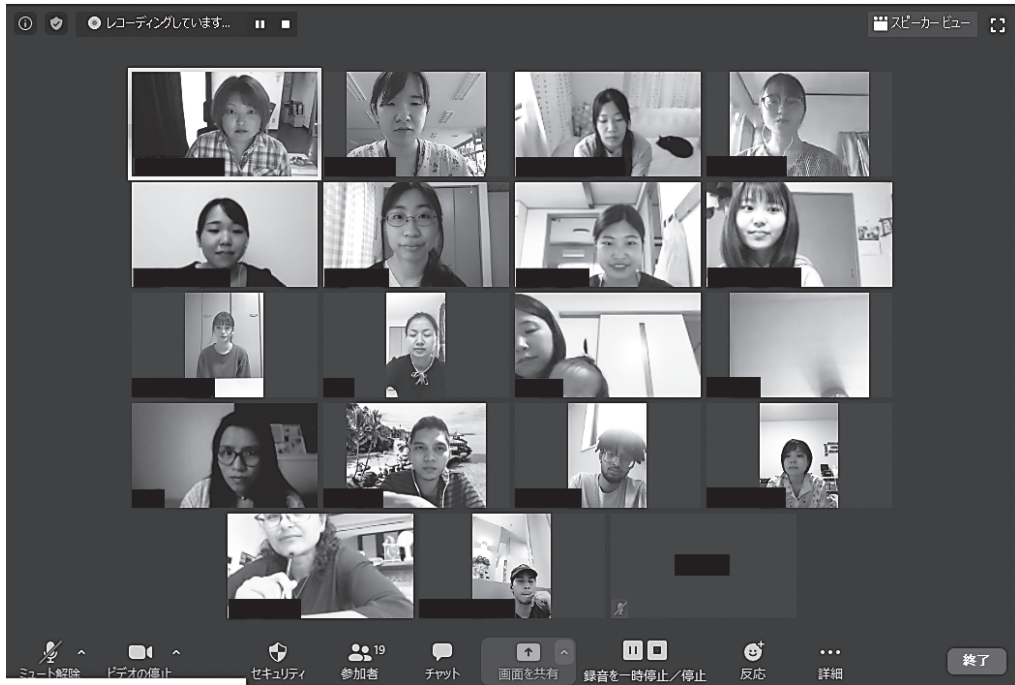 レコーディングしています...
スピーカー ビュー
ミュート解除
ビデオの停止
セキュリティ
参加者
19
チャット
画面を共有
録音を一時停止／停止
反応
詳細
終了